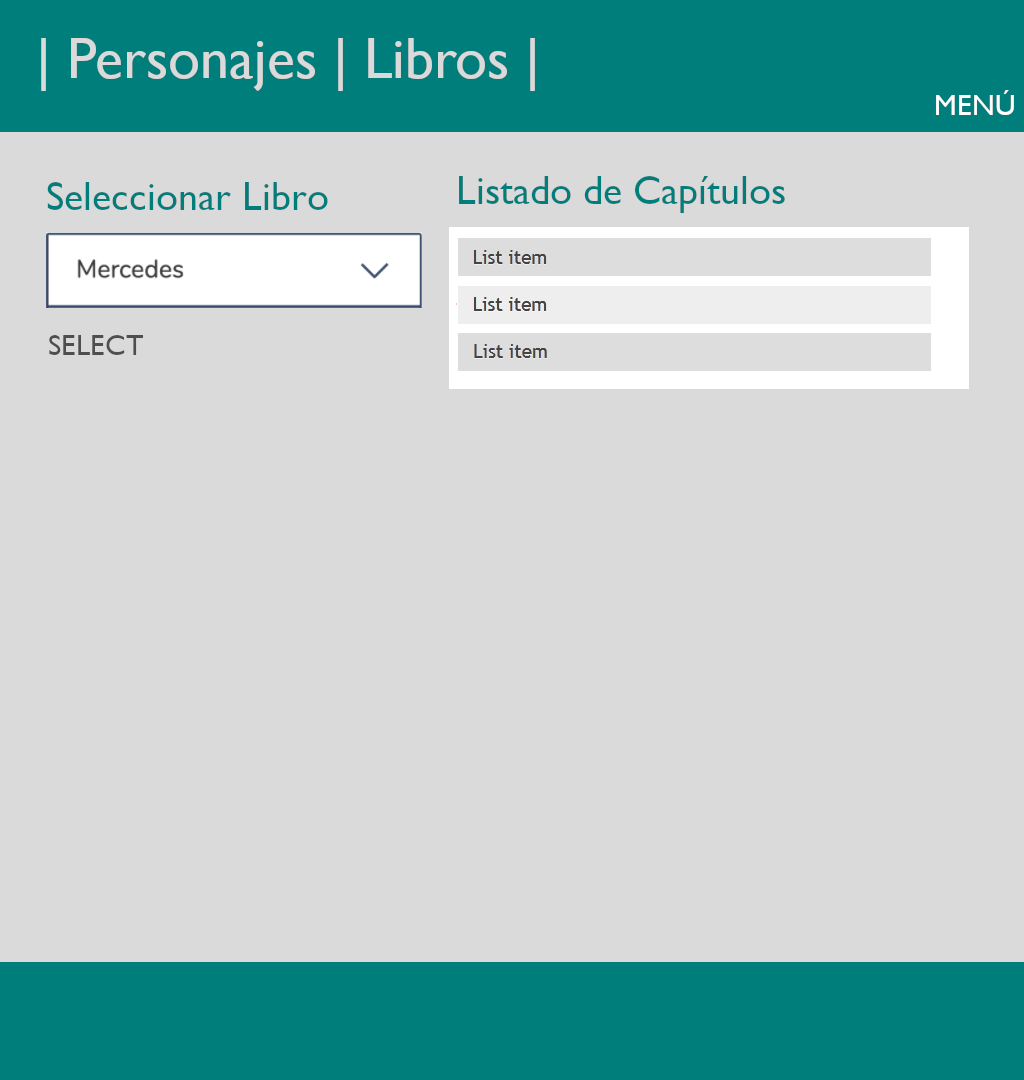 | Personajes | Libros |
MENÚ
Seleccionar Libro
Mercedes
SELECT
Listado de Capítulos
List item
List item
List item